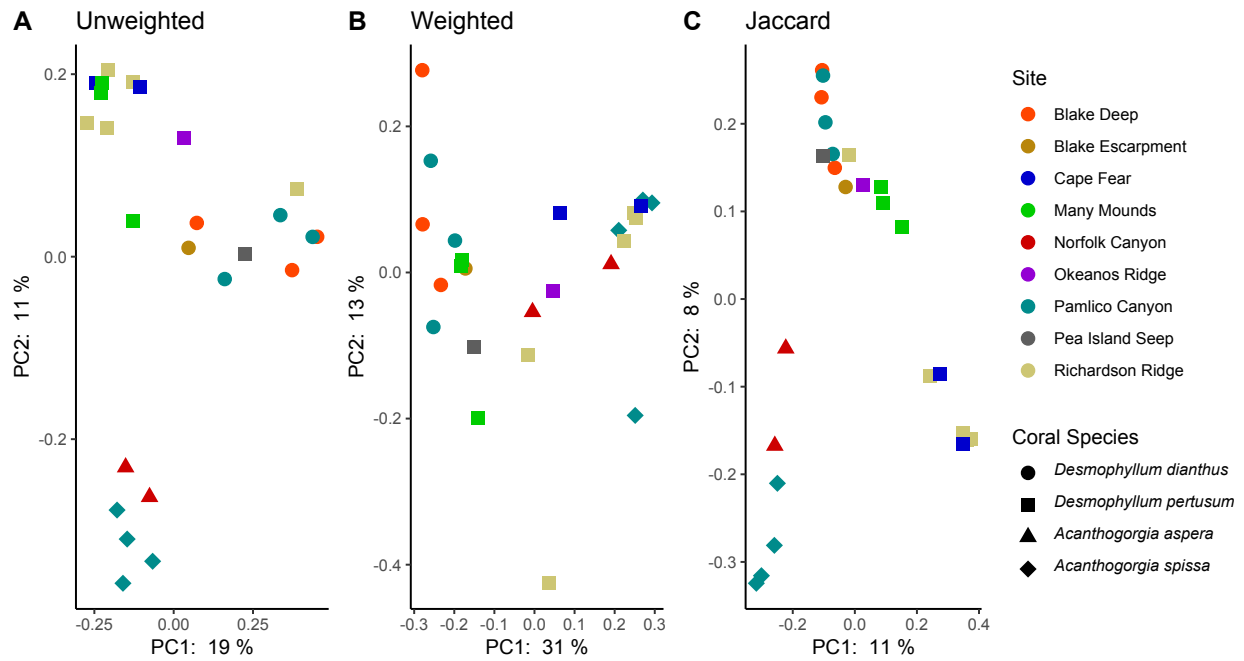 A Unweighted
0.2
0.0
-0.2
PC2: 11 %
-0.25 0.00 0.25
PC1: 19 %
B Weighted
0.2
0.0
-0.2
-0.4
PC2: 13 %
-0.3 -0.2 -0.1 0.0 0.1 0.2 0.3
PC1: 31 %
C Jaccard
0.2
0.1
0.0
-0.1
-0.2
-0.3
PC2: 8 %
-0.2 0.0 0.2 0.4
PC1: 11 %
Site
Blake Deep
Blake Escarpment
Cape Fear
Many Mounds
Norfolk Canyon
Okeanos Ridge
Pamlico Canyon
Pea Island Seep
Richardson Ridge
Coral Species
Desmophyllum dianthus
Desmophyllum pertusum
Acanthogorgia aspera
Acanthogorgia spissa